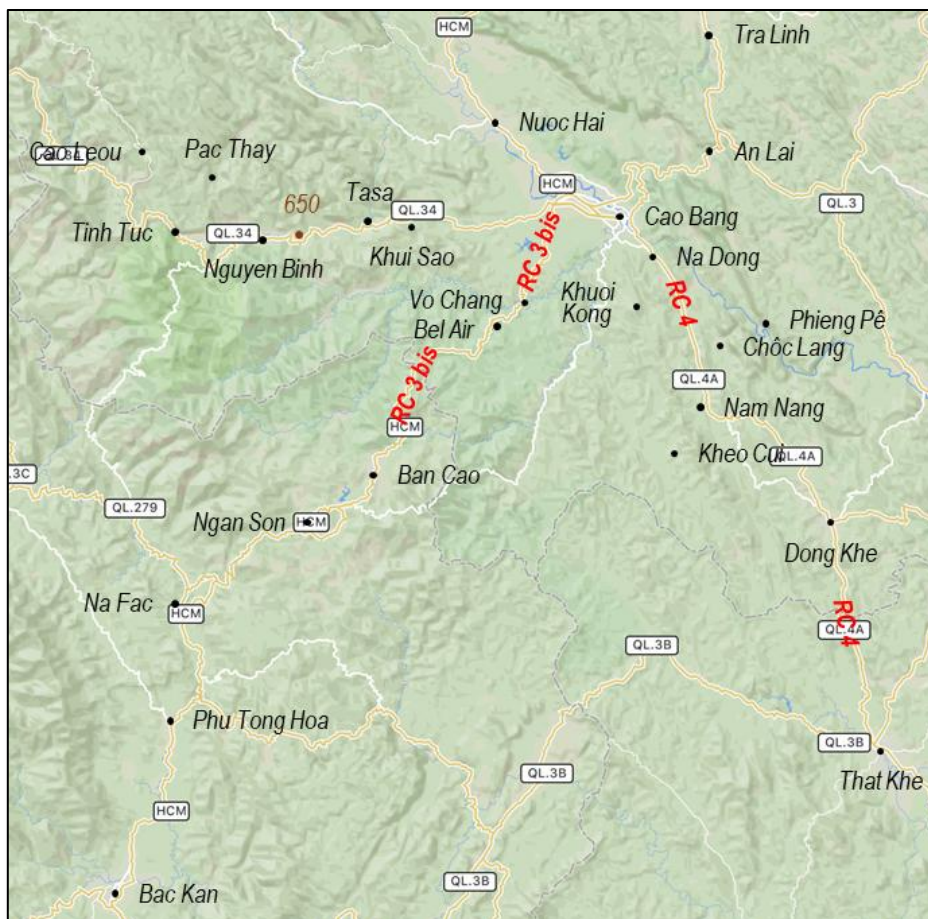 HCM
Tra Linh
Nuoc Hai
Cao Leou
Pac Thay
An Lai
HCM
Tasa
650
QL.34
Cao Bang
QL.3
Tinh Tuc
QL.34
Nguyen Binh
Khui Sao
RC 3 bis
Na Dong
Vo Chang
Khuoi
Kong
RC 4
Bel Air
Phieng Pê
Chôc Lang
RC 3 bis
QL.4A
Nam Nang
HCM
Kheo Cui
QL.4A
.3C
Ban Cao
QL.279
Ngan Son
HCM
Dong Khe
Na Fac
HCM
RC 4
QL.4A
QL.3B
Phu Tong Hoa
QL.3B
That Khe
QL.3B
HCM
QL.3B
Bac Kan